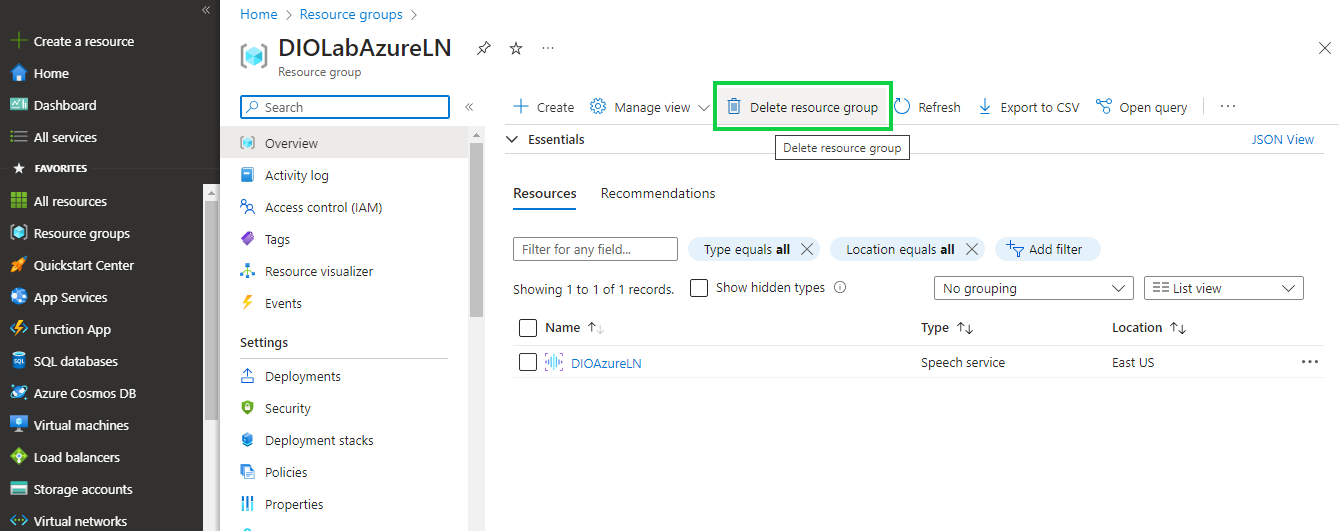 Home > Resource groups >
DIOLabAzureLN
Resource group
Create a resource
Home
Dashboard
All services
FAVORITES
All resources
Resource groups
Quickstart Center
App Services
Function App
SQL databases
Azure Cosmos DB
Virtual machines
Load balancers
Storage accounts
Virtual networks
Search
Overview
Activity log
Access control (IAM)
Tags
Resource visualizer
Events
Settings
Deployments
Security
Deployment stacks
Policies
Properties
Create Manage view Delete resource group Refresh Export to CSV Open query
Delete resource group
Essentials JSON View
Resources Recommendations
Filter for any field... Type equals all Location equals all Add filter
Showing 1 to 1 of 1 records. Show hidden types No grouping List view
Name Type Location
DIOAzureLN Speech service East US